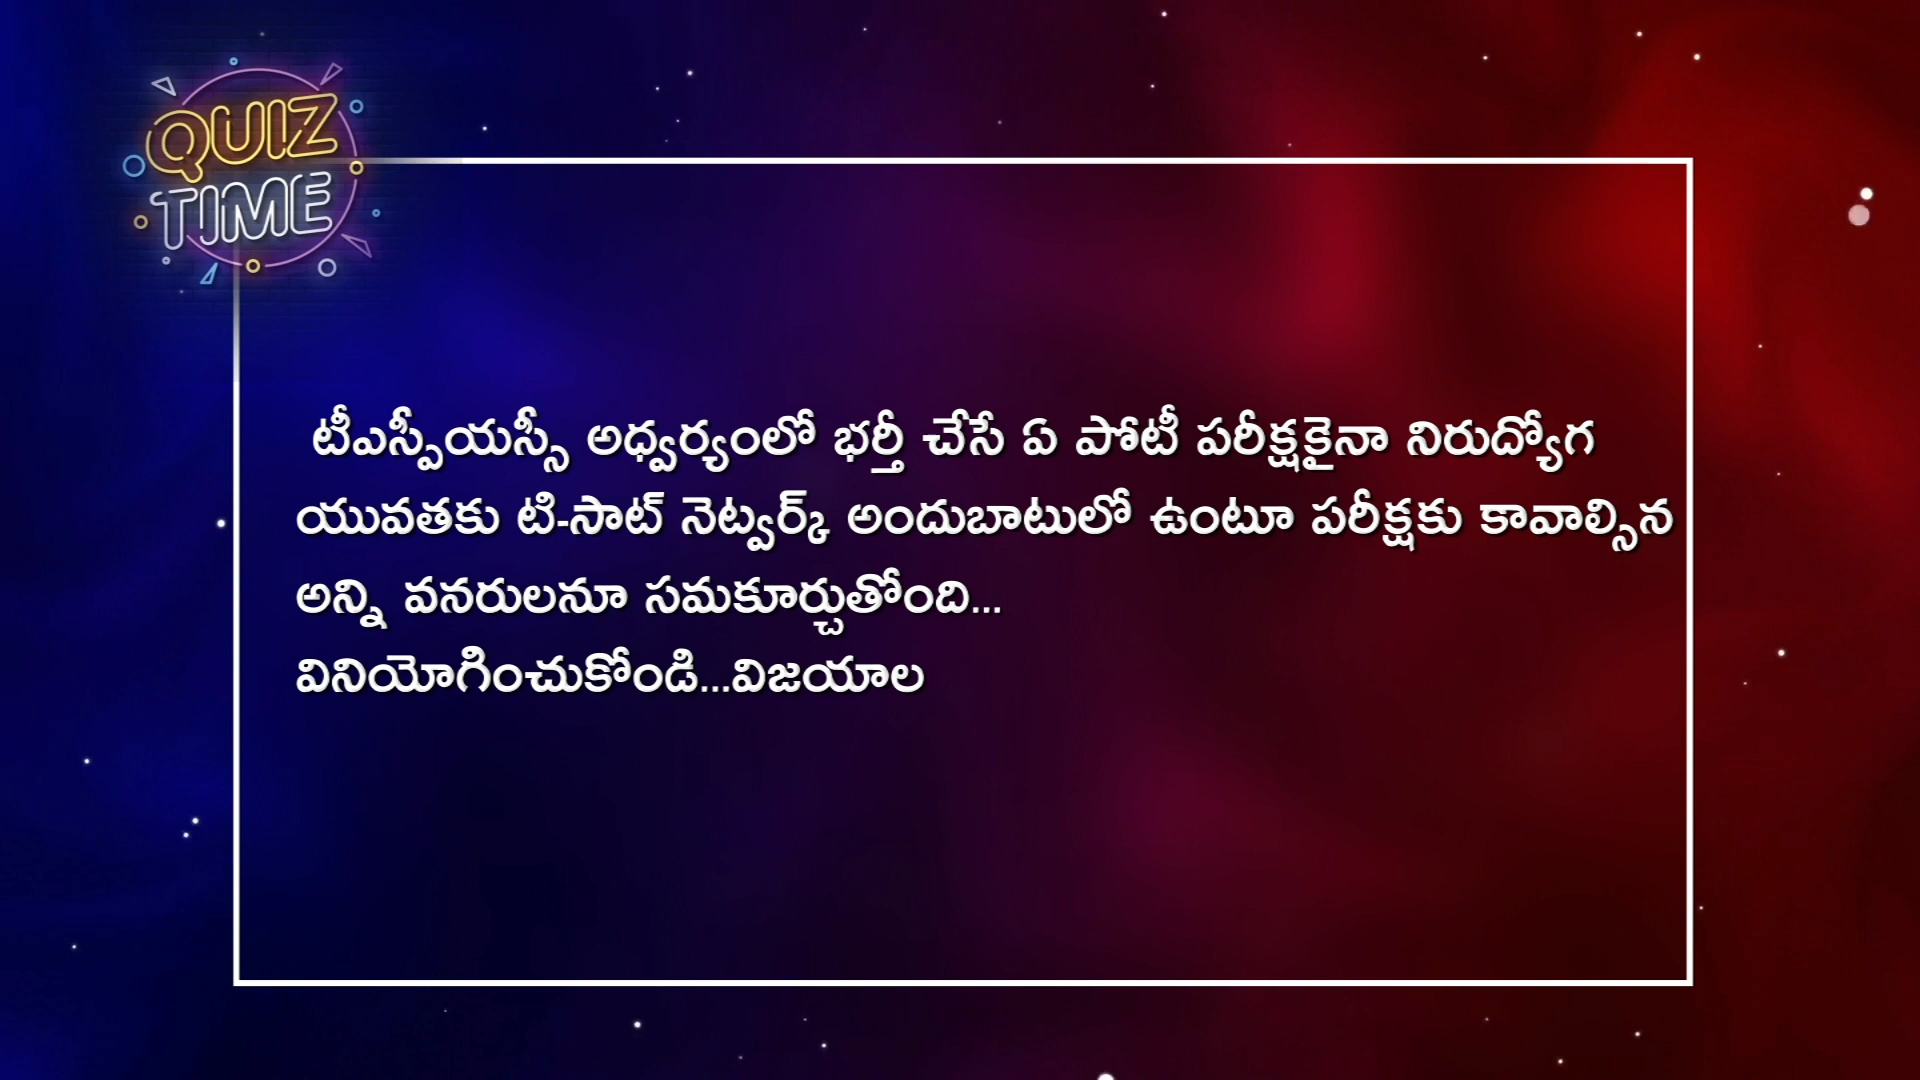 QUIZ
TIME
టీఎస్పీయస్సీ అధ్వర్యంలో భర్తీ చేసే ఏ పోటీ పరీక్షకైనా నిరుద్యోగ
యువతకు టి-సాట్ నెట్వర్క్ అందుబాటులో ఉంటూ పరీక్షకు కావాల్సిన
అన్ని వనరులనూ సమకూర్చుతోంది...
వినియోగించుకోండి...విజయాల